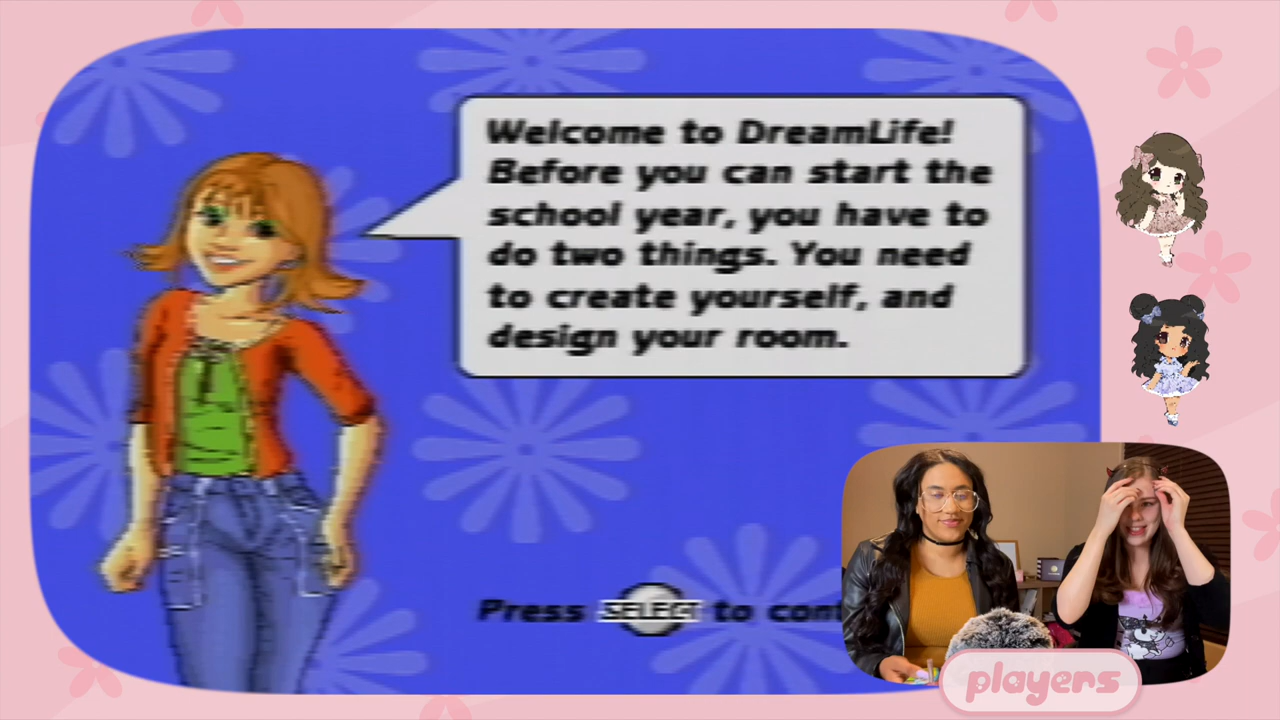 Welcome to DreamLife!
Before you can start the
school year, you have to
do two things. You need
to create yourself, and
design your room.
Press SELECT to cont
players